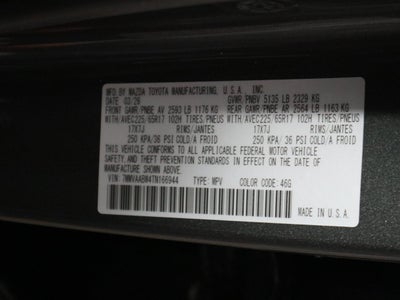 MFD. BY MAZDA TOYOTA MANUFACTURING, U.S.A., INC.
DATE 03/26 GVWR/PNBV 5135 LB 2329 KG
FRONT GAWR/PNBE AV 2593 LB 1176 KG REAR GAWR/PNBE AR 2564 LB 1163 KG
WITH/AVEC225/65R17 102H TIRES/PNEUS WITH/AVEC225/65R17 102H TIRES/PNEUS
17X7J RIMS/JANTES 17X7J RIMS/JANTES
250 KPA/ 36 PSI COLD/A FROID 250 KPA/ 36 PSI COLD/A FROID
THIS VEHICLE CONFORMS TO ALL APPLICABLE FEDERAL MOTOR VEHICLE
SAFETY, AND THEFT PREVENTION STANDARDS IN EFFECT ON THE DATE OF
MANUFACTURE SHOWN ABOVE.
MANUFACTURED IN U.S.A.
VIN: 7MMVAABW4TN166944 TYPE: MPV COLOR CODE: 46G